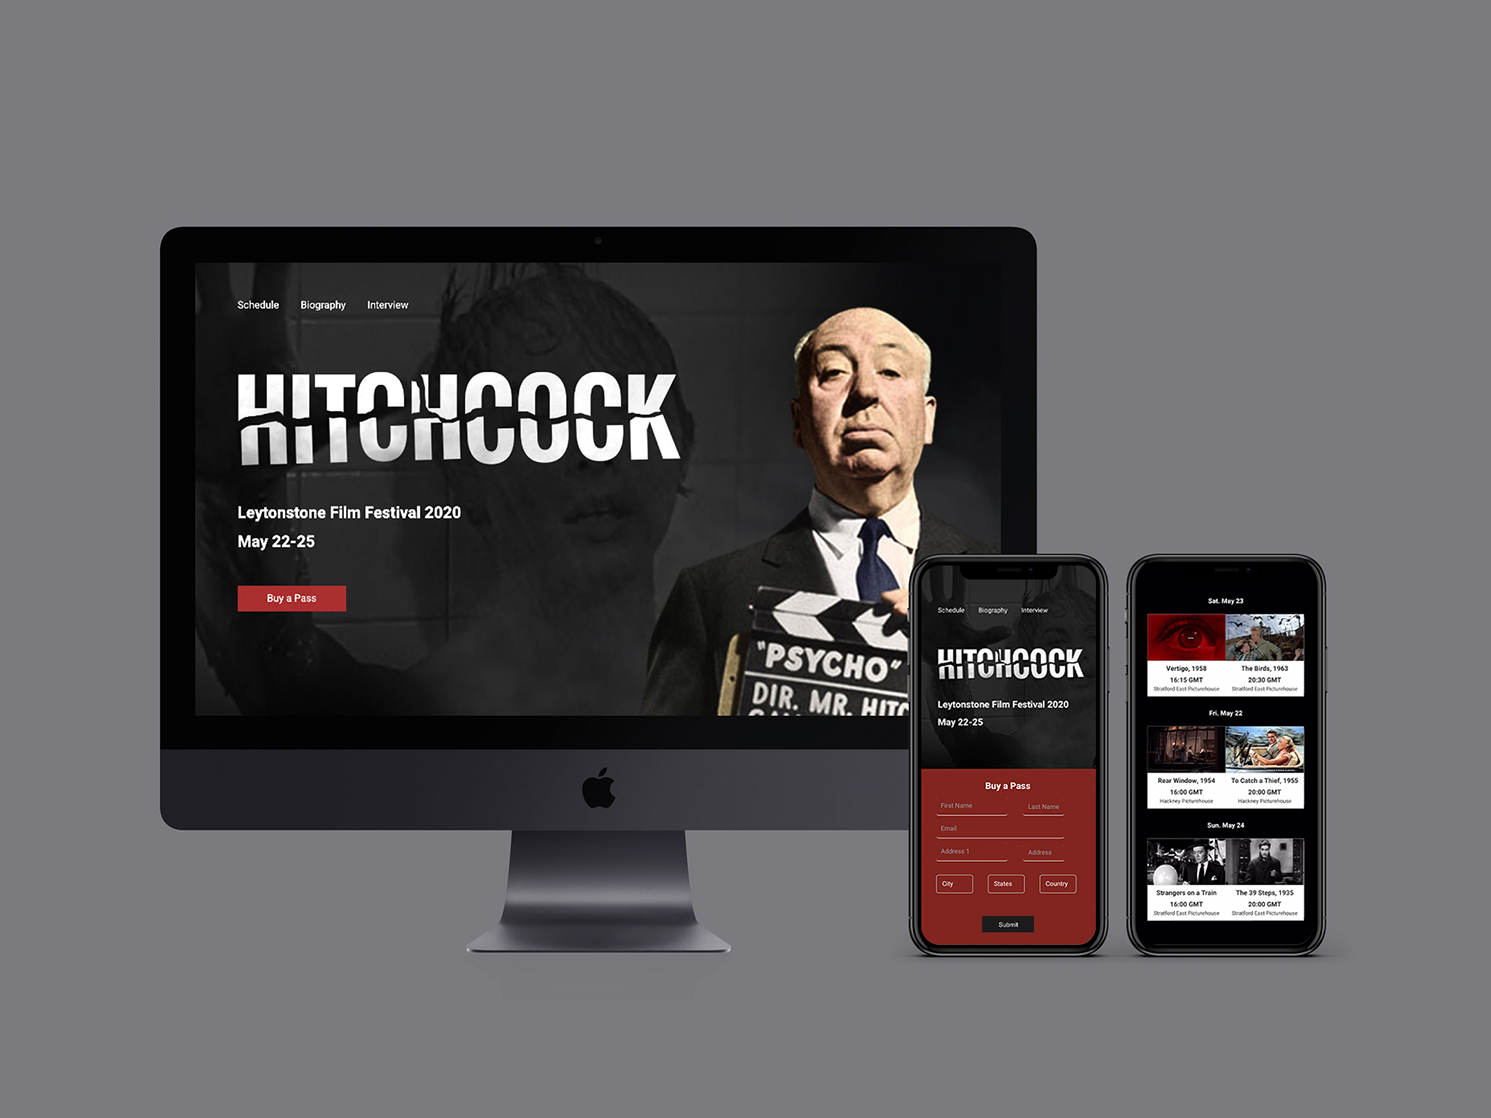 Schedule Biography Interview
HITCHCOCK
Leytonstone Film Festival 2020
May 22-25
Buy a Pass
"PSYCHO"
DIR. MR. HITC
Schedule Biography Interview
HITCHCOCK
Leytonstone Film Festival 2020
May 22-25
Buy a Pass
First Name Last Name
Email
Address 1 Address
City States Country
Submit
Sat. May 23
Vertigo, 1958 The Birds, 1963
16:15 GMT 20:30 GMT
Stratford East Picturehouse Stratford East Picturehouse
Fri. May 22
Rear Window, 1954 To Catch a Thief, 1955
16:00 GMT 20:00 GMT
Hackney Picturehouse Hackney Picturehouse
Sun. May 24
Strangers on a Train The 39 Steps, 1935
16:00 GMT 20:00 GMT
Stratford East Picturehouse Stratford East Picturehouse